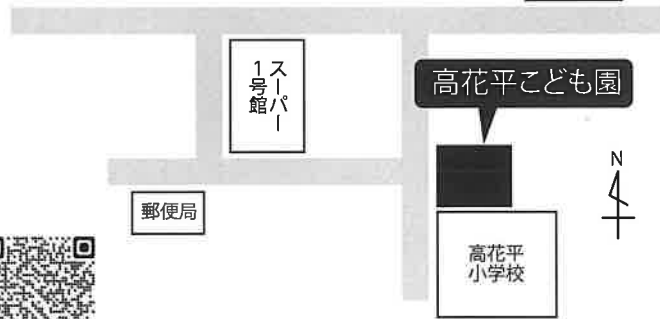 スーパー
1号館
高花平こども園
N
郵便局
高花平
小学校